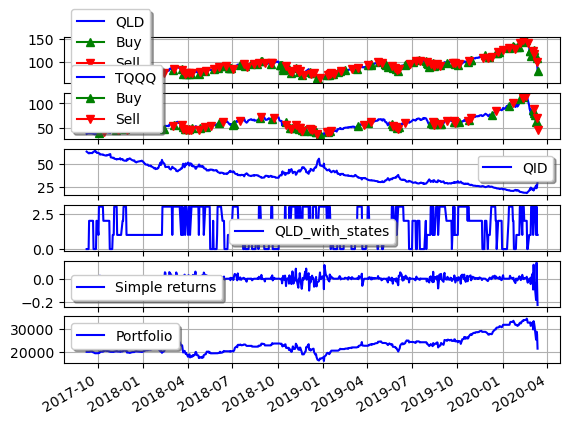 QLD
Buy
Sell
150
100
TQQQ
Buy
Sell
100
50
QID
50
25
QLD_with_states
2.5
0.0
Simple returns
0.0
−0.2
Portfolio
30000
20000
2017-10
2018-01
2018-04
2018-07
2018-10
2019-01
2019-04
2019-07
2019-10
2020-01
2020-04